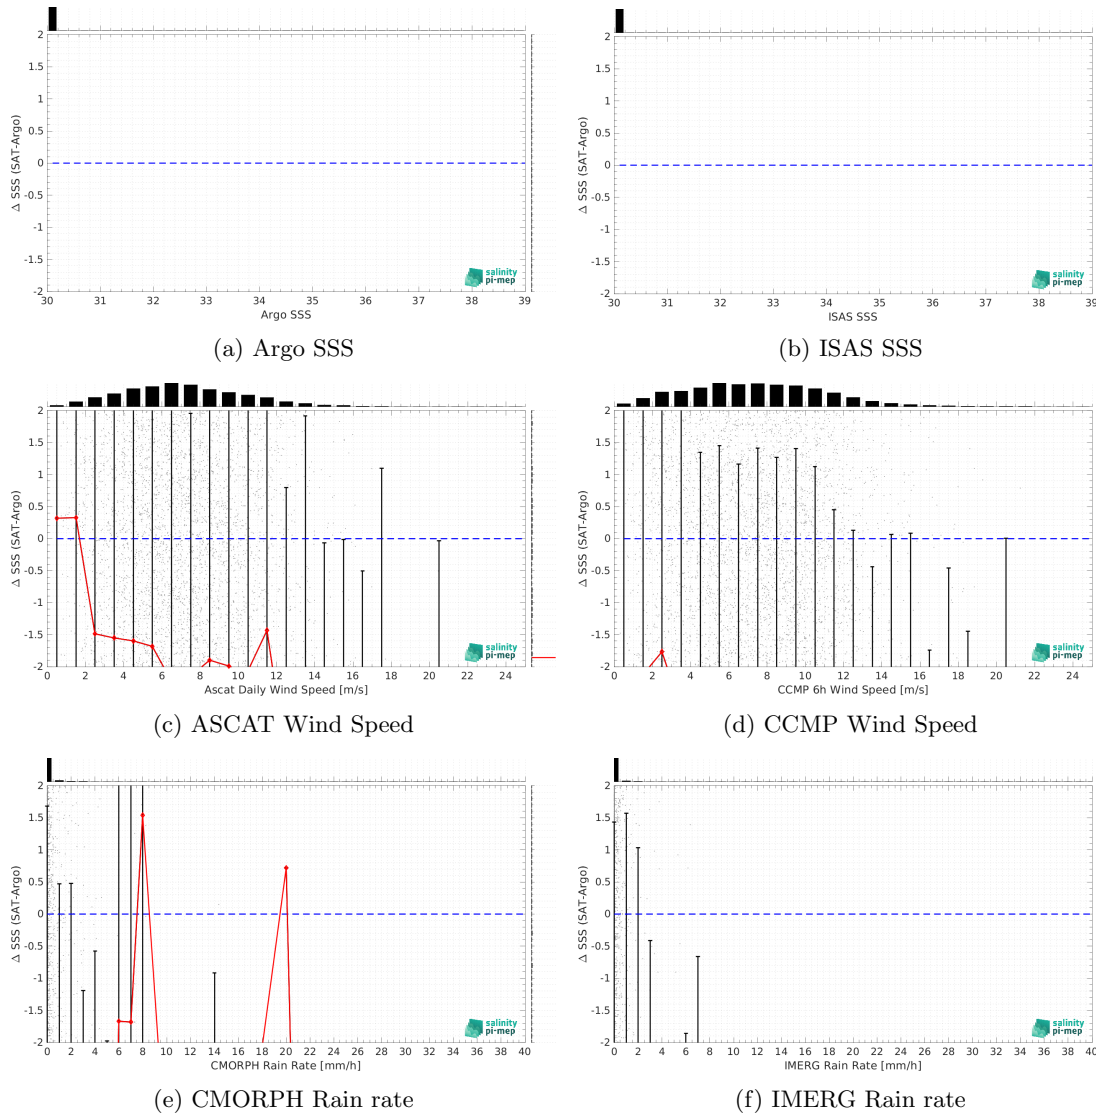 2
1.5
1
0.5
0
-0.5
-1
-1.5
-2
Δ SSS (SAT-Argo)
30 31 32 33 34 35 36 37 38 39
Argo SSS
salinity
pi-mep
(a) Argo SSS
2
1.5
1
0.5
0
-0.5
-1
-1.5
-2
Δ SSS (SAT-Argo)
30 31 32 33 34 35 36 37 38 39
ISAS SSS
salinity
pi-mep
(b) ISAS SSS
2
1.5
1
0.5
0
-0.5
-1
-1.5
-2
Δ SSS (SAT-Argo)
0 2 4 6 8 10 12 14 16 18 20 22 24
Ascat Daily Wind Speed [m/s]
salinity
pi-mep
(c) ASCAT Wind Speed
2
1.5
1
0.5
0
-0.5
-1
-1.5
-2
Δ SSS (SAT-Argo)
0 2 4 6 8 10 12 14 16 18 20 22 24
CCMP 6h Wind Speed [m/s]
salinity
pi-mep
(d) CCMP Wind Speed
2
1.5
1
0.5
0
-0.5
-1
-1.5
-2
Δ SSS (SAT-Argo)
0 2 4 6 8 10 12 14 16 18 20 22 24 26 28 30 32 34 36 38 40
CMORPH Rain Rate [mm/h]
salinity
pi-mep
(e) CMORPH Rain rate
2
1.5
1
0.5
0
-0.5
-1
-1.5
-2
Δ SSS (SAT-Argo)
0 2 4 6 8 10 12 14 16 18 20 22 24 26 28 30 32 34 36 38 40
IMERG Rain Rate [mm/h]
salinity
pi-mep
(f) IMERG Rain rate